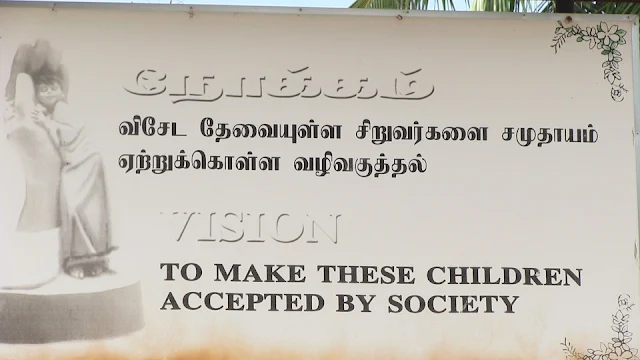 நோக்கம்
விசேட தேவையுள்ள சிறுவர்களை சமுதாயம்
ஏற்றுக்கொள்ள வழிவகுத்தல்
VISION
TO MAKE THESE CHILDREN
ACCEPTED BY SOCIETY